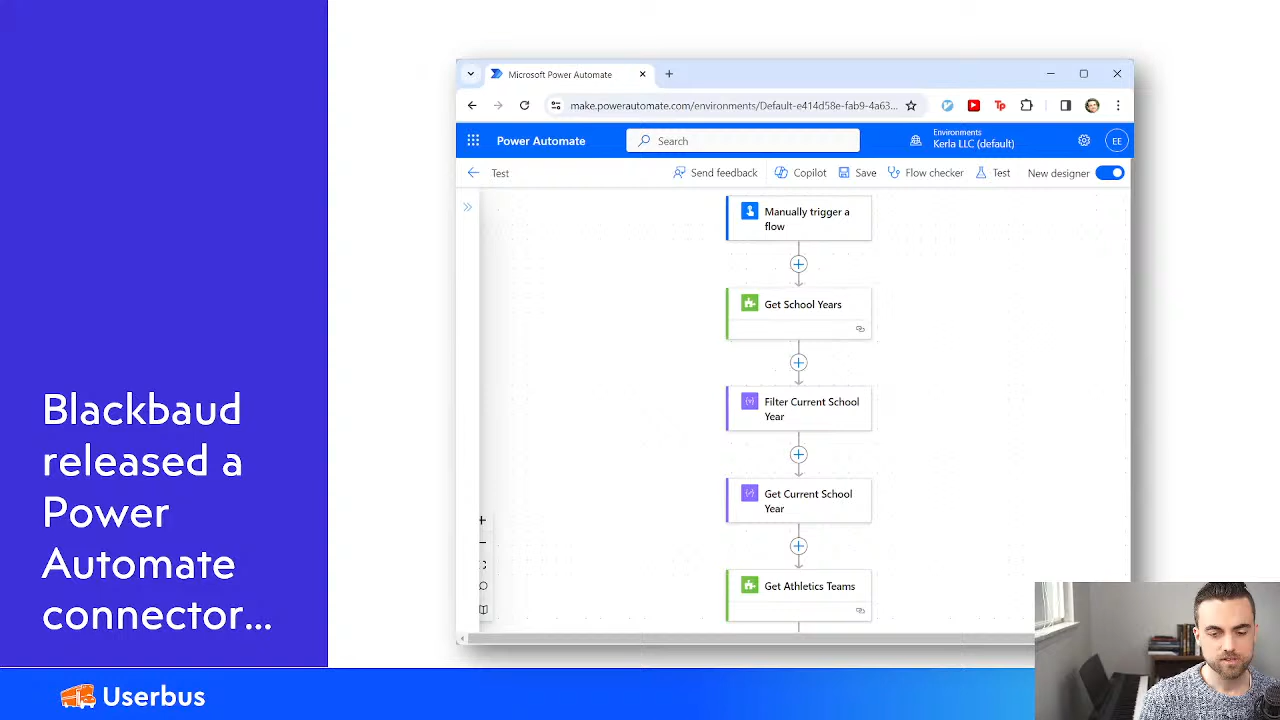 Blackbaud
released a
Power
Automate
connector...
Microsoft Power Automate
make.powerautomate.com/environments/Default-e414d58e-fab9-4a63...
Tp
Power Automate
Search
Environments
Kerla LLC (default)
EE
Test
Send feedback
Copilot
Save
Flow checker
Test
New designer
Manually trigger a
flow
Get School Years
Filter Current School
Year
Get Current School
Year
Get Athletics Teams
Userbus